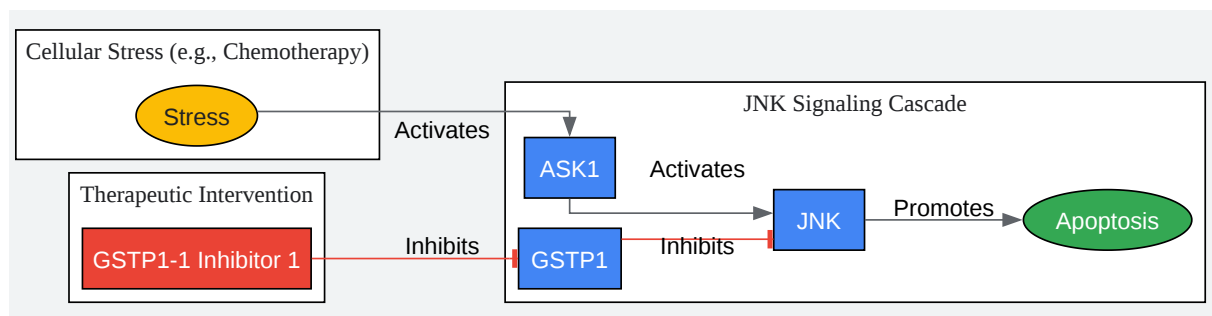 Cellular Stress (e.g., Chemotherapy)
Stress
Activates
JNK Signaling Cascade
ASK1
Activates
Therapeutic Intervention
GSTP1-1 Inhibitor 1
Inhibits
GSTP1
Inhibits
JNK
Promotes
Apoptosis